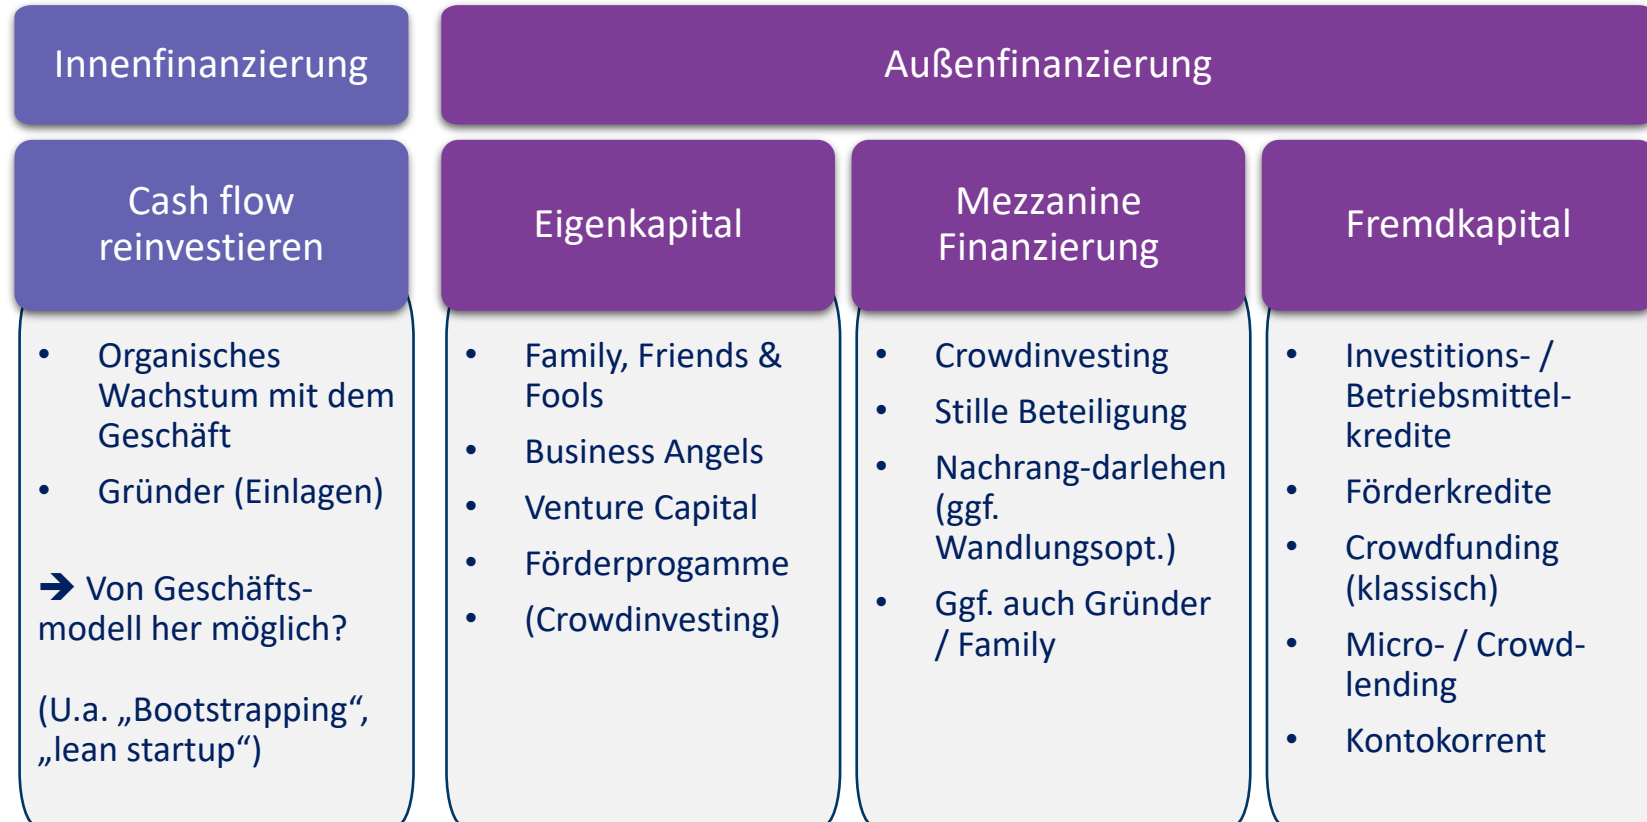 Innenfinanzierung
Außenfinanzierung
Cash flow
reinvestieren
Eigenkapital
Mezzanine
Finanzierung
Fremdkapital
• Organisches
Wachstum mit dem
Geschäft
• Gründer (Einlagen)
➔ Von Geschäfts-
modell her möglich?
(U.a. „Bootstrapping“,
„lean startup“)
• Family, Friends &
Fools
• Business Angels
• Venture Capital
• Förderprogamme
• (Crowdinvesting)
• Crowdinvesting
• Stille Beteiligung
• Nachrang-darlehen
(ggf.
Wandlungsopt.)
• Ggf. auch Gründer
/ Family
• Investitions- /
Betriebsmittel-
kredite
• Förderkredite
• Crowdfunding
(klassisch)
• Micro- / Crowd-
lending
• Kontokorrent